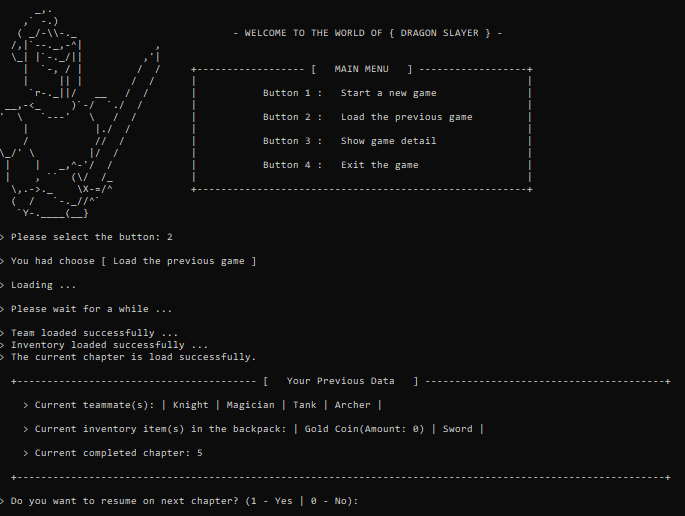 - WELCOME TO THE WORLD OF { DRAGON SLAYER } -
[ MAIN MENU ]
Button 1 : Start a new game
Button 2 : Load the previous game
Button 3 : Show game detail
Button 4 : Exit the game
> Please select the button: 2
> You had choose [ Load the previous game ]
> Loading ...
> Please wait for a while ...
> Team loaded successfully ...
> Inventory loaded successfully ...
> The current chapter is load successfully.
[ Your Previous Data ]
> Current teammate(s): | Knight | Magician | Tank | Archer |
> Current inventory item(s) in the backpack: | Gold Coin(Amount: 0) | Sword |
> Current completed chapter: 5
> Do you want to resume on next chapter? (1 - Yes | 0 - No):